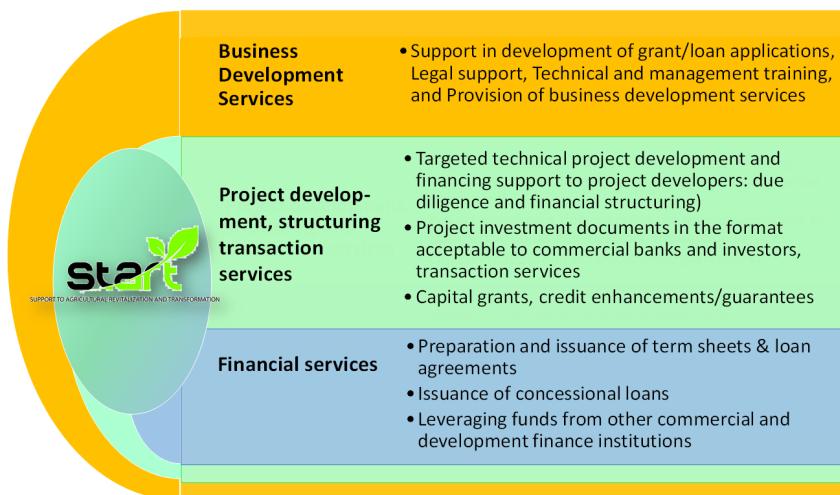 Business
Development
Services
• Support in development of grant/loan applications,
Legal support, Technical and management training,
and Provision of business development services
Project develop-
ment, structuring
transaction
services
• Targeted technical project development and
financing support to project developers: due
diligence and financial structuring)
• Project investment documents in the format
acceptable to commercial banks and investors,
transaction services
• Capital grants, credit enhancements/guarantees
start
SUPPORT TO AGRICULTURAL REVITALIZATION AND TRANSFORMATION
Financial services
• Preparation and issuance of term sheets & loan
agreements
• Issuance of concessional loans
• Leveraging funds from other commercial and
development finance institutions